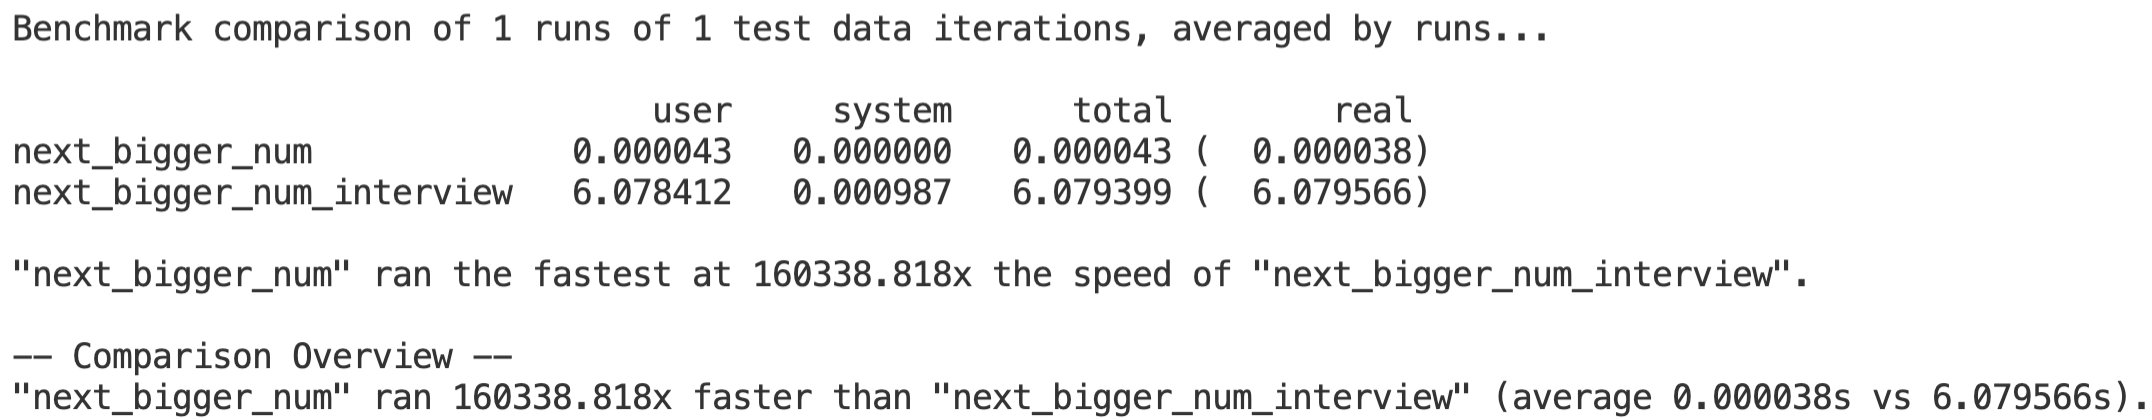 Benchmark comparison of 1 runs of 1 test data iterations, averaged by runs...
user system total real
next_bigger_num 0.000043 0.000000 0.000043 ( 0.000038)
next_bigger_num_interview 6.078412 0.000987 6.079399 ( 6.079566)
"next_bigger_num" ran the fastest at 160338.818x the speed of "next_bigger_num_interview".
-- Comparison Overview --
"next_bigger_num" ran 160338.818x faster than "next_bigger_num_interview" (average 0.000038s vs 6.079566s).